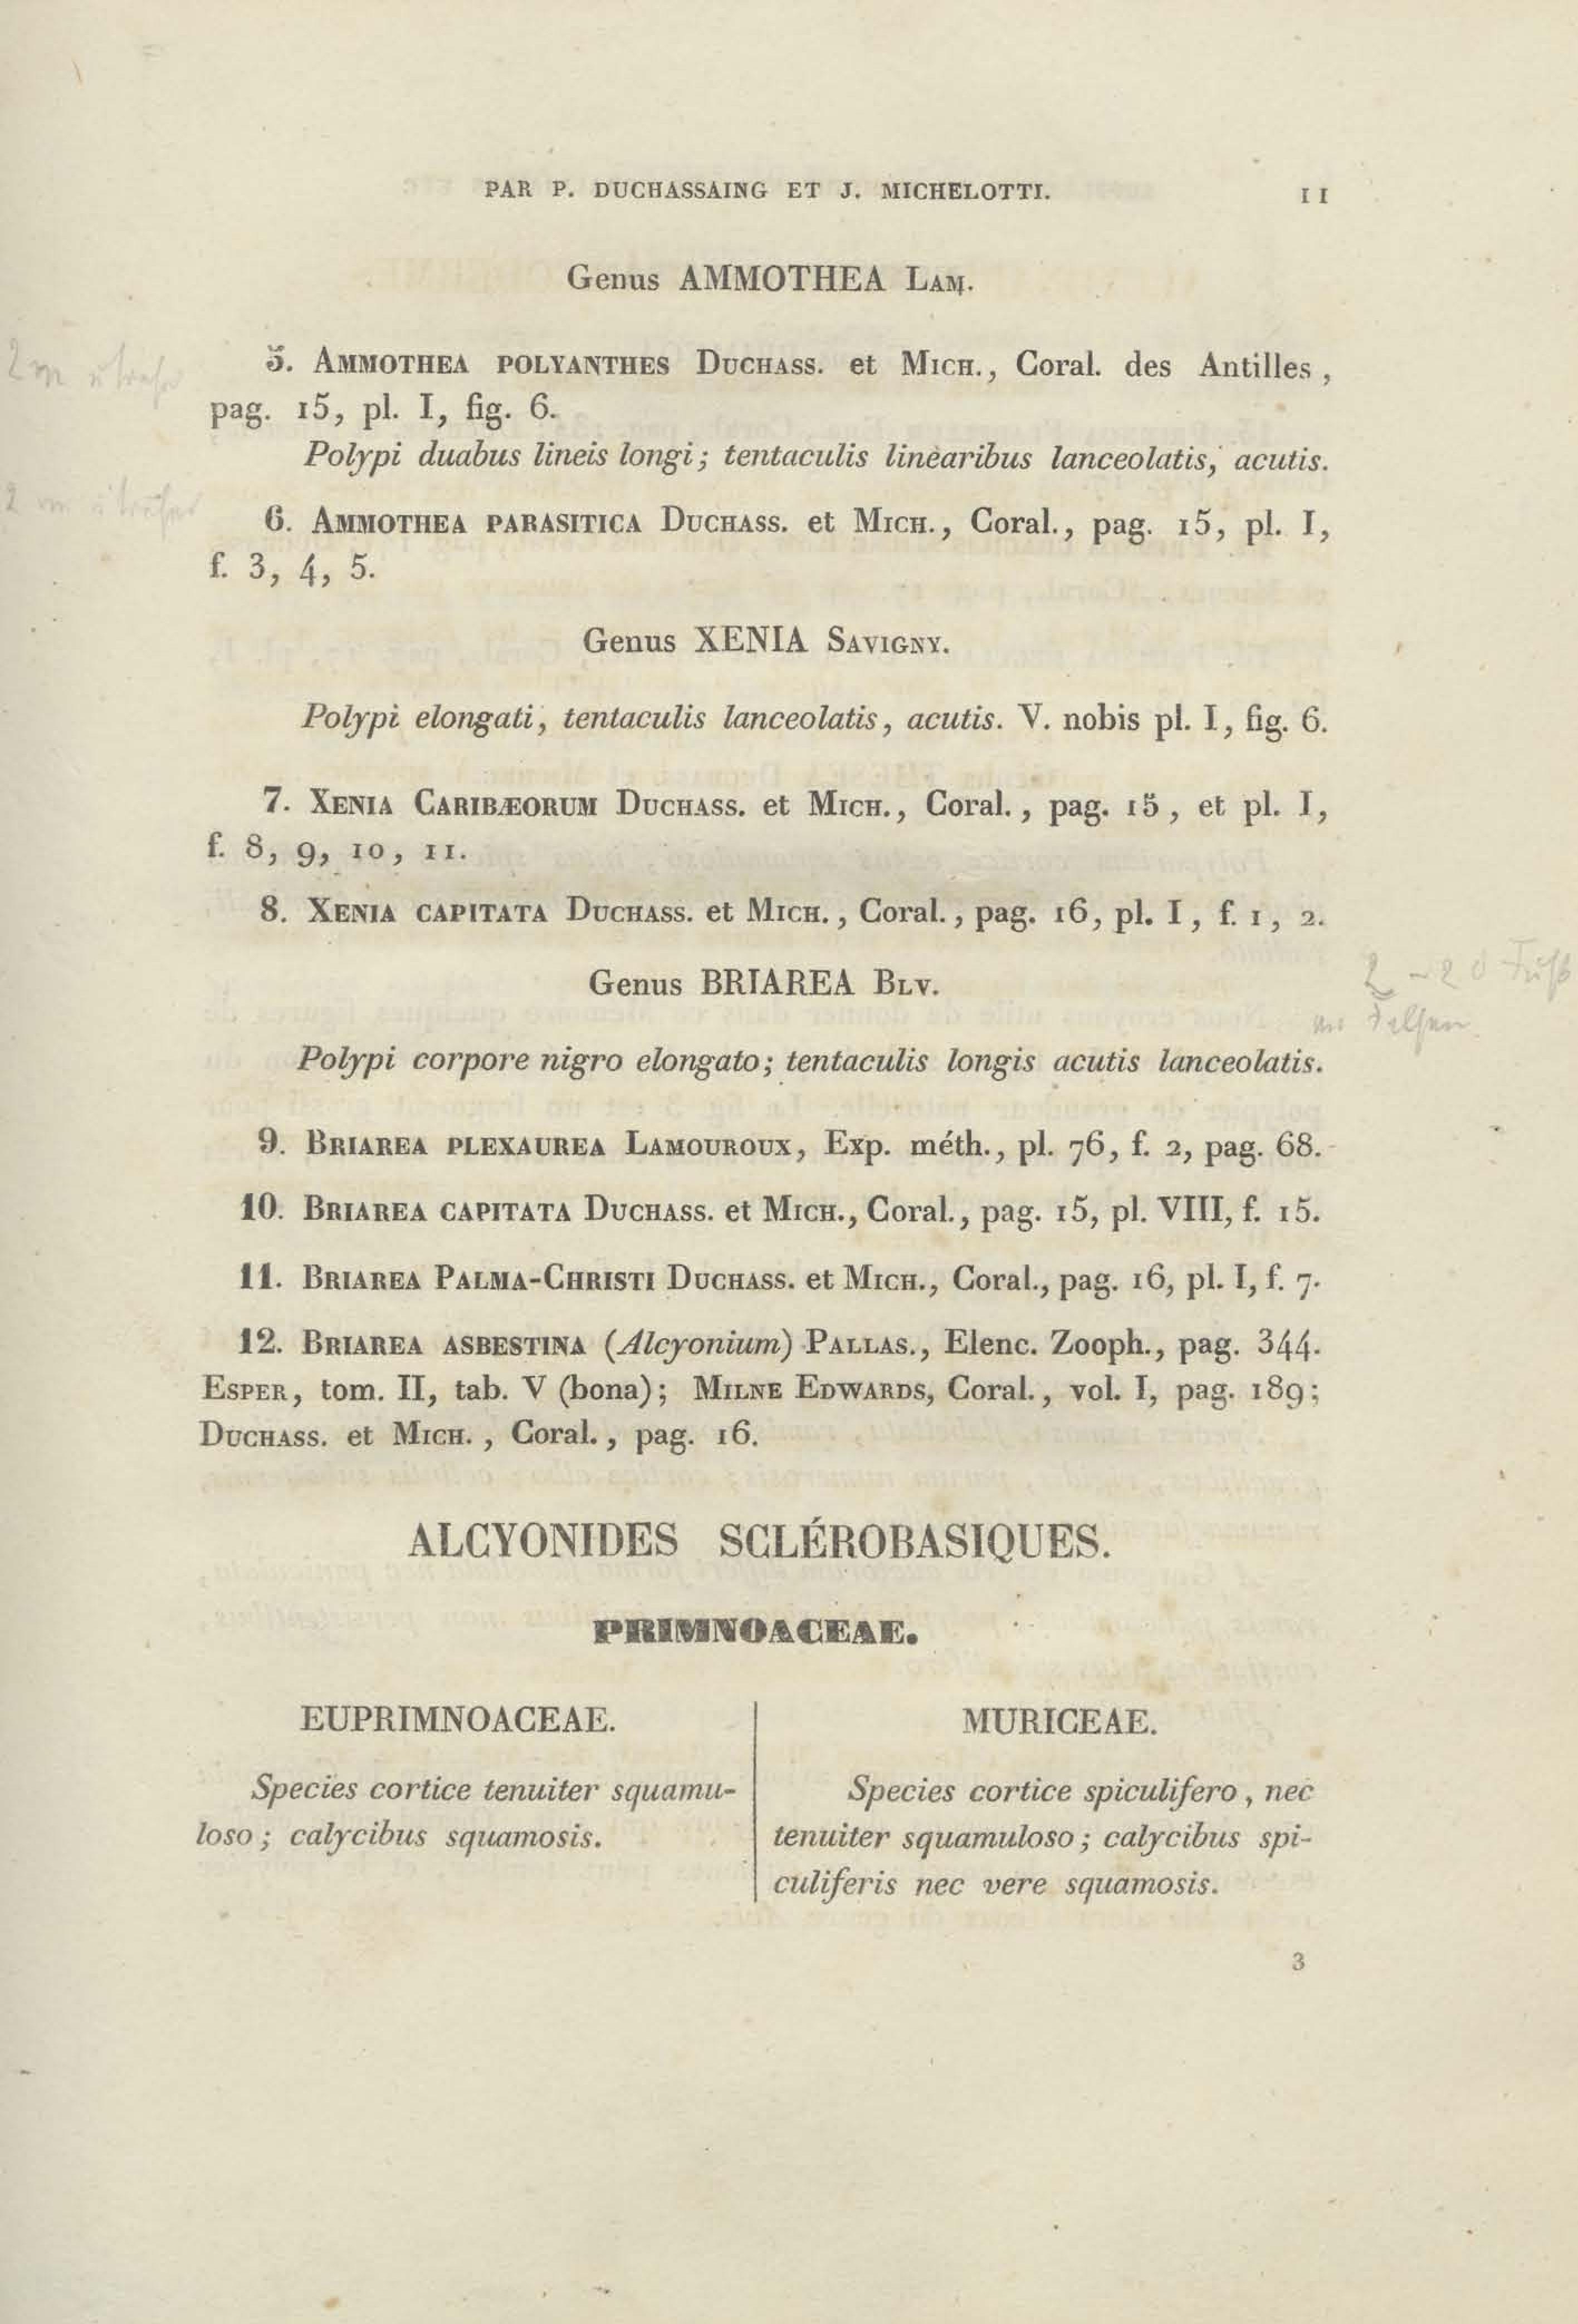 PAR P. DUCHASSAING ET J. MICHELOTTI. 11
Genus AMMOTHEA LAM.
5. AMMOTHEA POLYANTHES DUCHASS. et MICH., Coral. des Antilles,
pag. 15, pl. I, fig. 6.
Polypi duabus lineis longi; tentaculis linearibus lanceolatis, acutis.
6. AMMOTHEA PARASITICA DUCHASS. et MICH., Coral., pag. 15, pl. I,
f. 3, 4, 5.
Genus XENIA SAVIGNY.
Polypi elongati, tentaculis lanceolatis, acutis. V. nobis pl. I, fig. 6.
7. XENIA CARIBÆORUM DUCHASS. et MICH., Coral., pag. 15, et pl. I,
f. 8, 9, 10, 11.
8. XENIA CAPITATA DUCHASS. et MICH., Coral., pag. 16, pl. I, f. 1, 2.
Genus BRIAREA BLV.
2-20 Fuß
Felsen
Polypi corpore nigro elongato; tentaculis longis acutis lanceolatis.
9. BRIAREA PLEXAUREA LAMOUROUX, Exp. méth., pl. 76, f. 2, pag. 68.
10. BRIAREA CAPITATA DUCHASS. et MICH., Coral., pag. 15, pl. VIII, f. 15.
11. BRIAREA PALMA-CHRISTI DUCHASS. et MICH., Coral., pag. 16, pl. I, f. 7.
12. BRIAREA ASBESTINA (Alcyonium) PALLAS., Elenc. Zooph., pag. 344.
ESPER, tom. II, tab. V (bona); MILNE EDWARDS, Coral., vol. I, pag. 189;
DUCHASS. et MICH., Coral., pag. 16.
ALCYONIDES SCLÉROBASIQUES.
PRIMNOACEAE.
EUPRIMNOACEAE.
Species cortice tenuiter squamu-
loso; calycibus squamosis.
MURICEAE.
Species cortice spiculifero, nec
tenuiter squamuloso; calycibus spi-
culiferis nec vere squamosis.
3